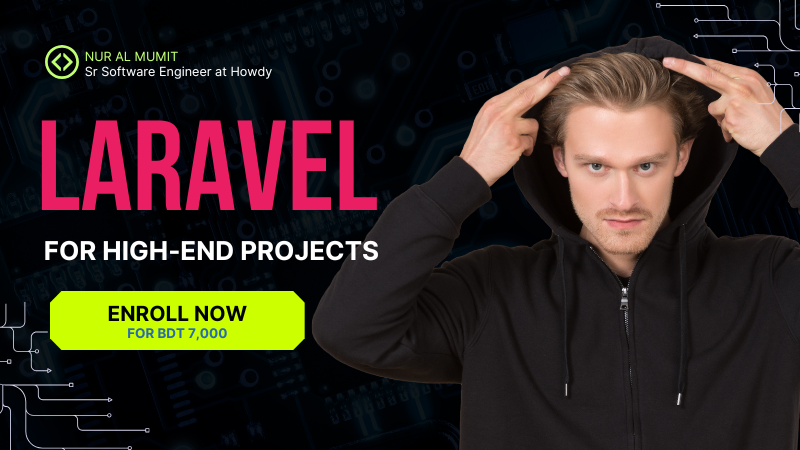 NUR AL MUMIT
Sr Software Engineer at Howdy
LARAVEL
FOR HIGH-END PROJECTS
ENROLL NOW
FOR BDT 7,000